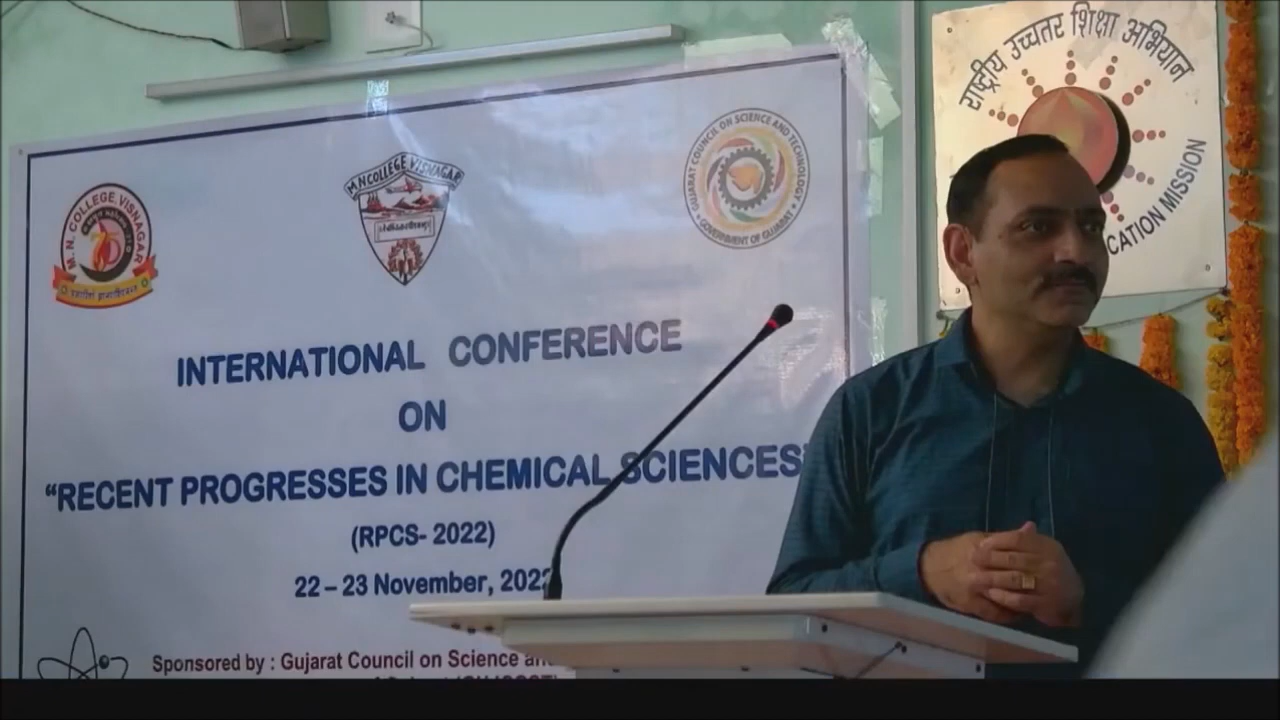 M. N. COLLEGE, VISNAGAR
M.N COLLEGE VISNAGAR
GUJARAT COUNCIL ON SCIENCE AND TECHNOLOGY
GOVERNMENT OF GUJARAT
राष्ट्रीय उच्चतर शिक्षा अभियान
CATION MISSION
INTERNATIONAL CONFERENCE
ON
“RECENT PROGRESSES IN CHEMICAL SCIENCES”
(RPCS- 2022)
22 – 23 November, 2022
Sponsored by : Gujarat Council on Science and